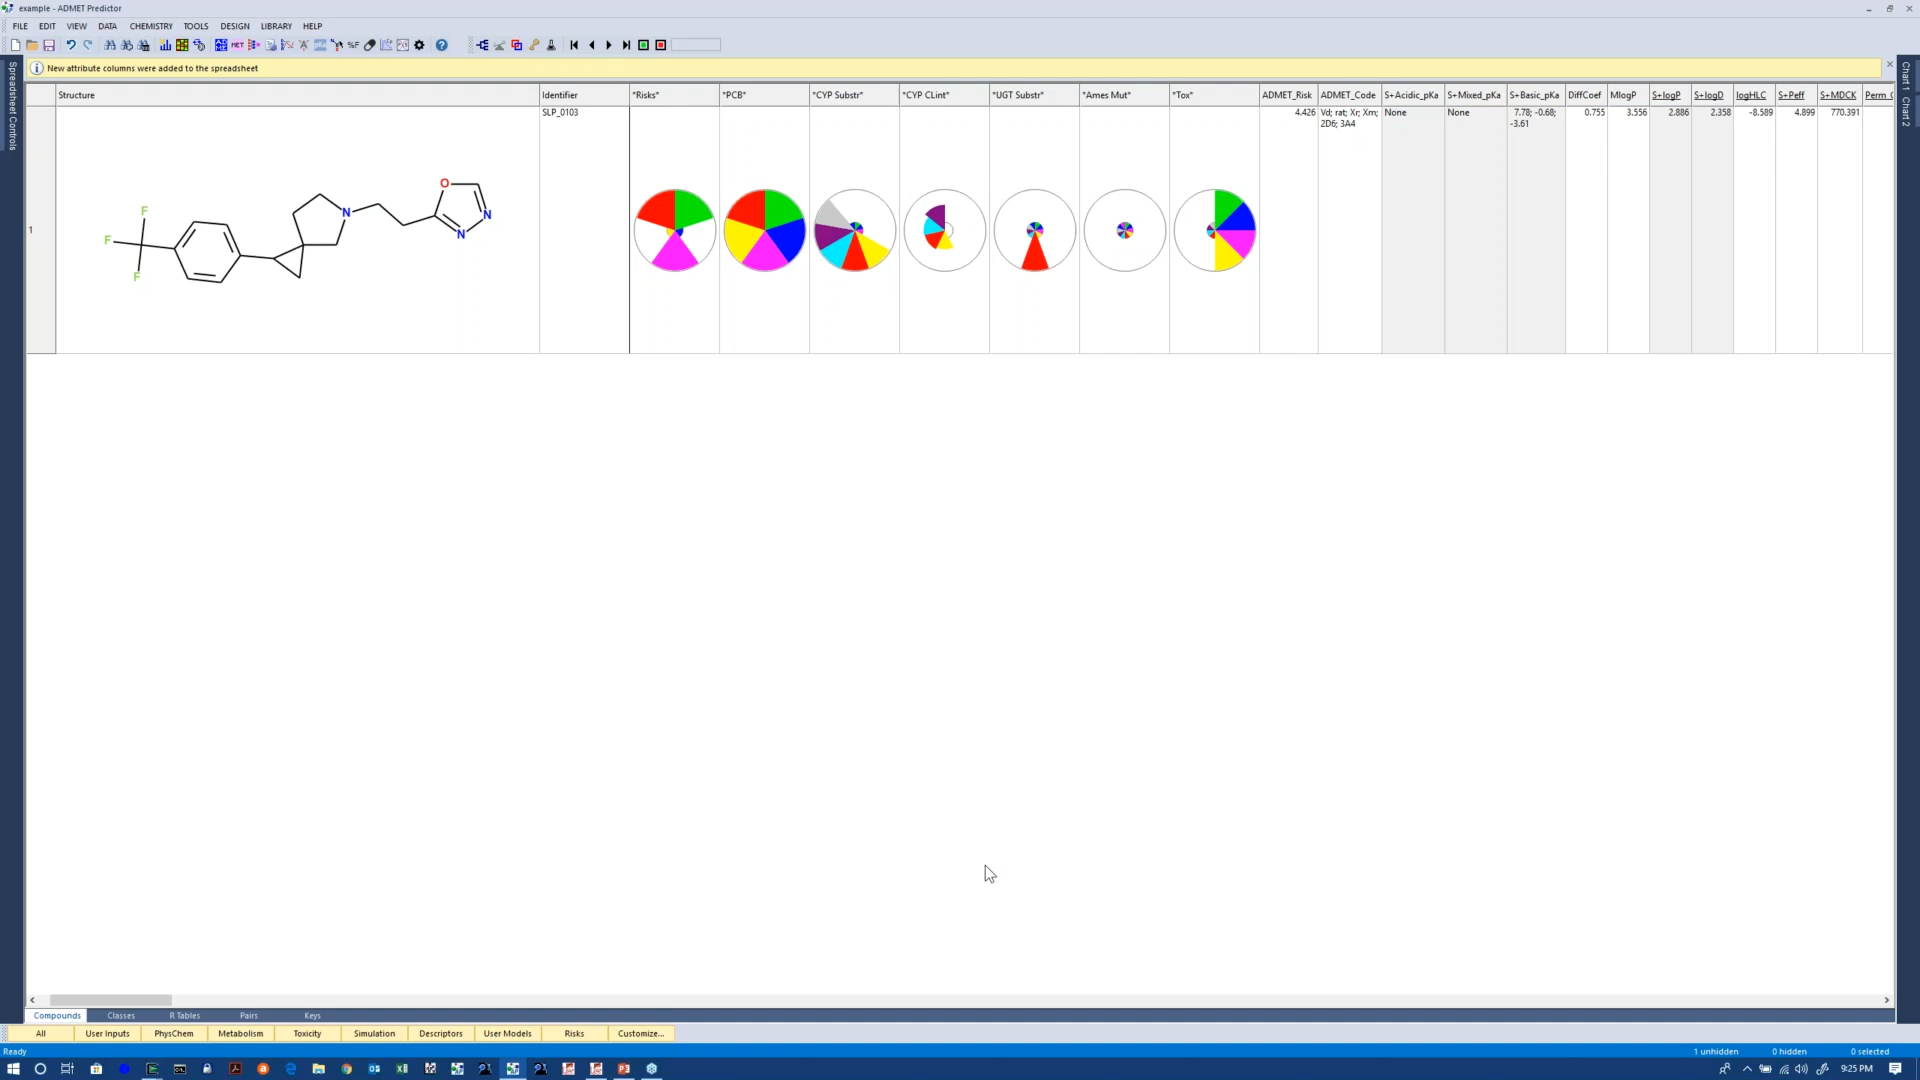 example - ADMET Predictor
FILE EDIT VIEW DATA CHEMISTRY TOOLS DESIGN LIBRARY HELP
MET %F
New attribute columns were added to the spreadsheet
Spreadsheet Controls
Chart 1 Chart 2
Structure Identifier *Risks* *PCB* *CYP Substr* *CYP CLint* *UGT Substr* *Ames Mut* *Tox* ADMET_Risk ADMET_Code S+Acidic_pKa S+Mixed_pKa S+Basic_pKa DiffCoef MlogP S+logP S+logD logHLC S+Peff S+MDCK Perm_
SLP_0103 4.426 Vd; rat; Xr; Xm; None None 7.78; -0.68; 0.755 3.556 2.886 2.358 -8.589 4.899 770.391
2D6; 3A4 -3.61
1
F
F
F
N
O
N
N
Compounds Classes R Tables Pairs Keys
All User Inputs PhysChem Metabolism Toxicity Simulation Descriptors User Models Risks Customize...
Ready 1 unhidden 0 hidden 0 selected
9:25 PM